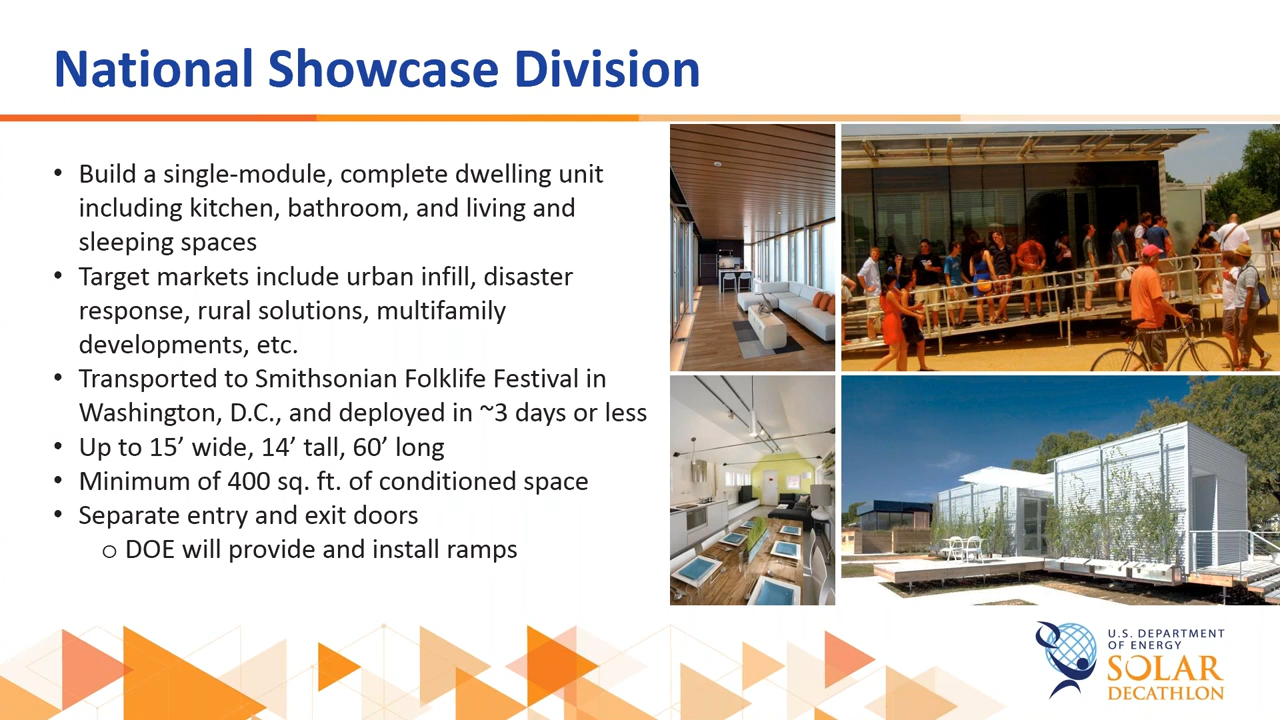 National Showcase Division
• Build a single-module, complete dwelling unit
including kitchen, bathroom, and living and
sleeping spaces
• Target markets include urban infill, disaster
response, rural solutions, multifamily
developments, etc.
• Transported to Smithsonian Folklife Festival in
Washington, D.C., and deployed in ~3 days or less
• Up to 15’ wide, 14’ tall, 60’ long
• Minimum of 400 sq. ft. of conditioned space
• Separate entry and exit doors
o DOE will provide and install ramps
U.S. DEPARTMENT
OF ENERGY
SOLAR
DECATHLON